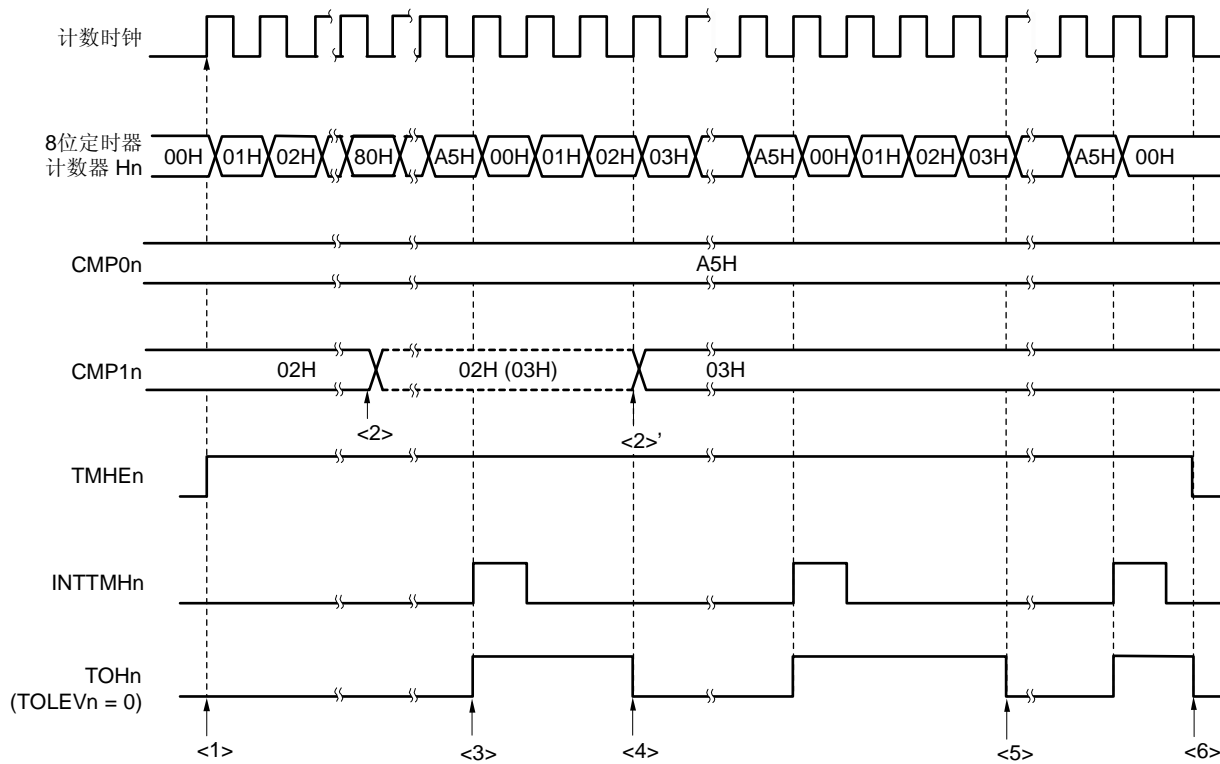 计数时钟
8位定时器
计数器 Hn
00H 01H 02H 80H A5H 00H 01H 02H 03H A5H 00H 01H 02H 03H A5H 00H
CMP0n
A5H
CMP1n
02H 02H (03H) 03H
<2> <2>’
TMHEn
INTTMHn
TOHn
(TOLEVn = 0)
<1> <3> <4> <5> <6>